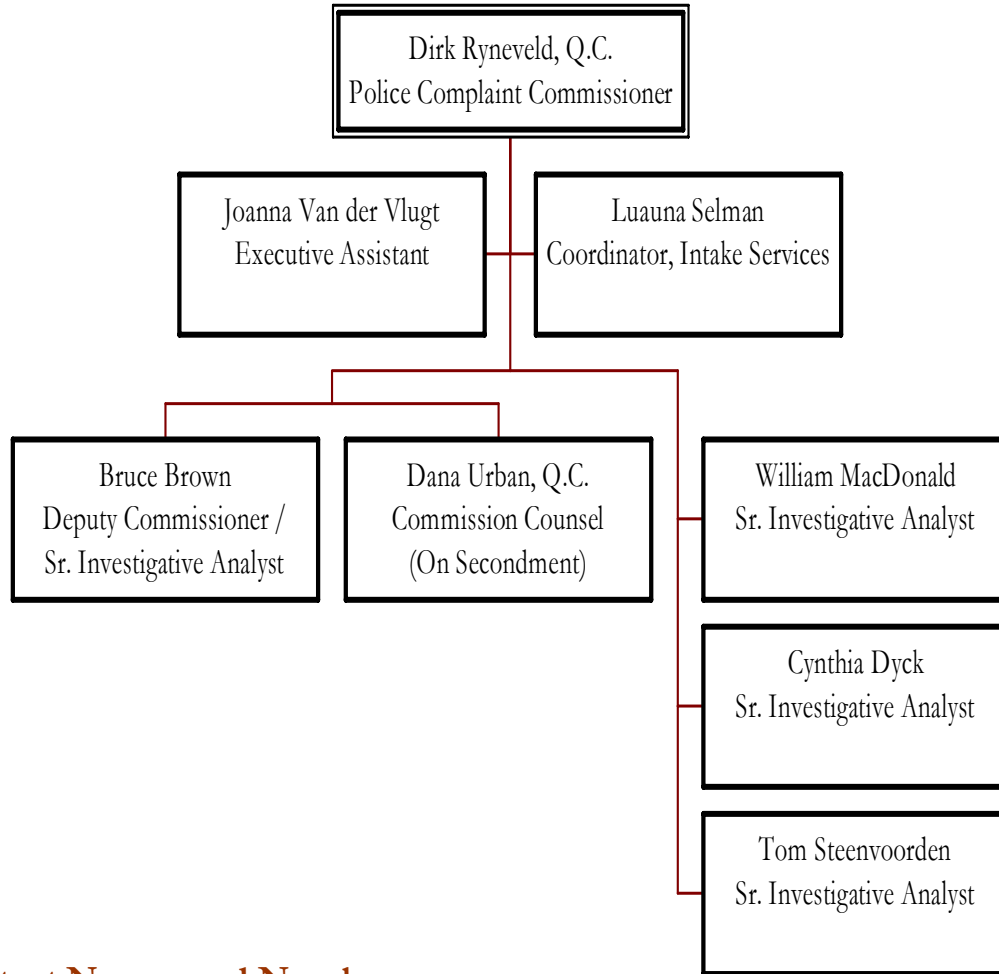 Dirk Ryneveld, Q.C.
Police Complaint Commissioner
Joanna Van der Vlugt
Executive Assistant
Luauna Selman
Coordinator, Intake Services
Bruce Brown
Deputy Commissioner /
Sr. Investigative Analyst
Dana Urban, Q.C.
Commission Counsel
(On Secondment)
William MacDonald
Sr. Investigative Analyst
Cynthia Dyck
Sr. Investigative Analyst
Tom Steenvoorden
Sr. Investigative Analyst